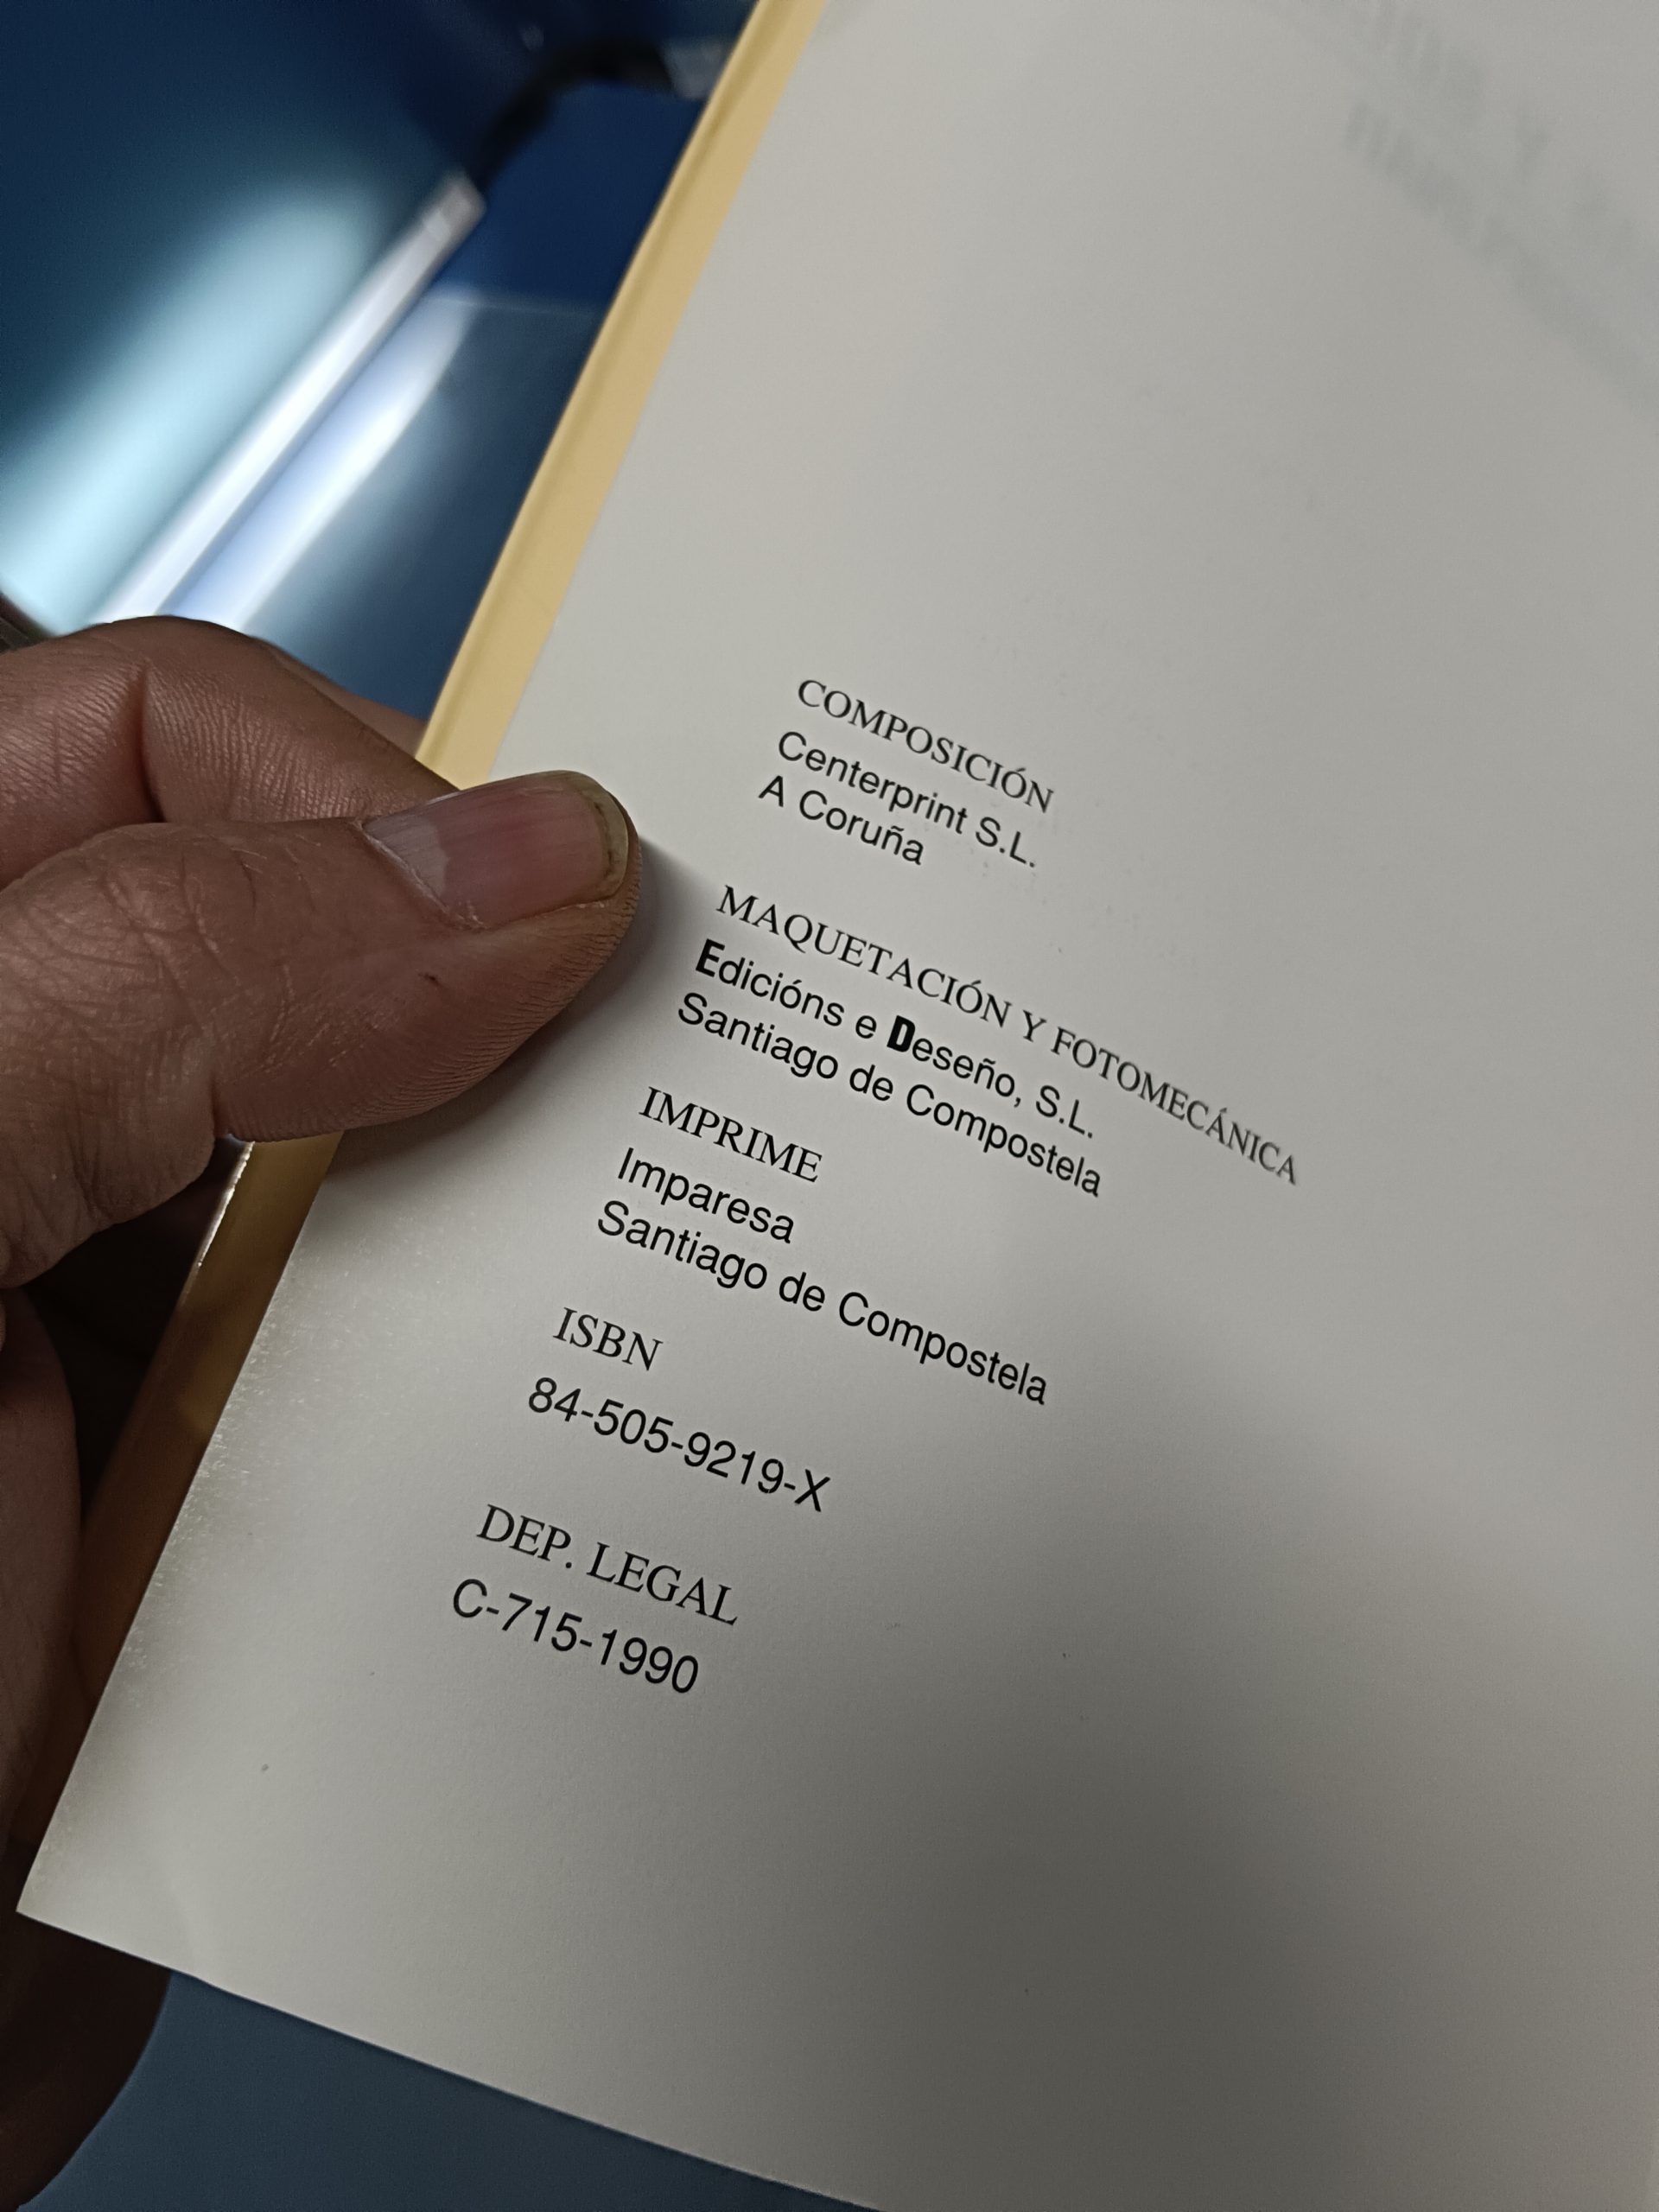 COMPOSICIÓN
Centerprint S.L.
A Coruña
MAQUETACIÓN Y FOTOMECÁNICA
Edicións e Deseño, S.L.
Santiago de Compostela
IMPRIME
Imparesa
Santiago de Compostela
ISBN
84-505-9219-X
DEP. LEGAL
C-715-1990